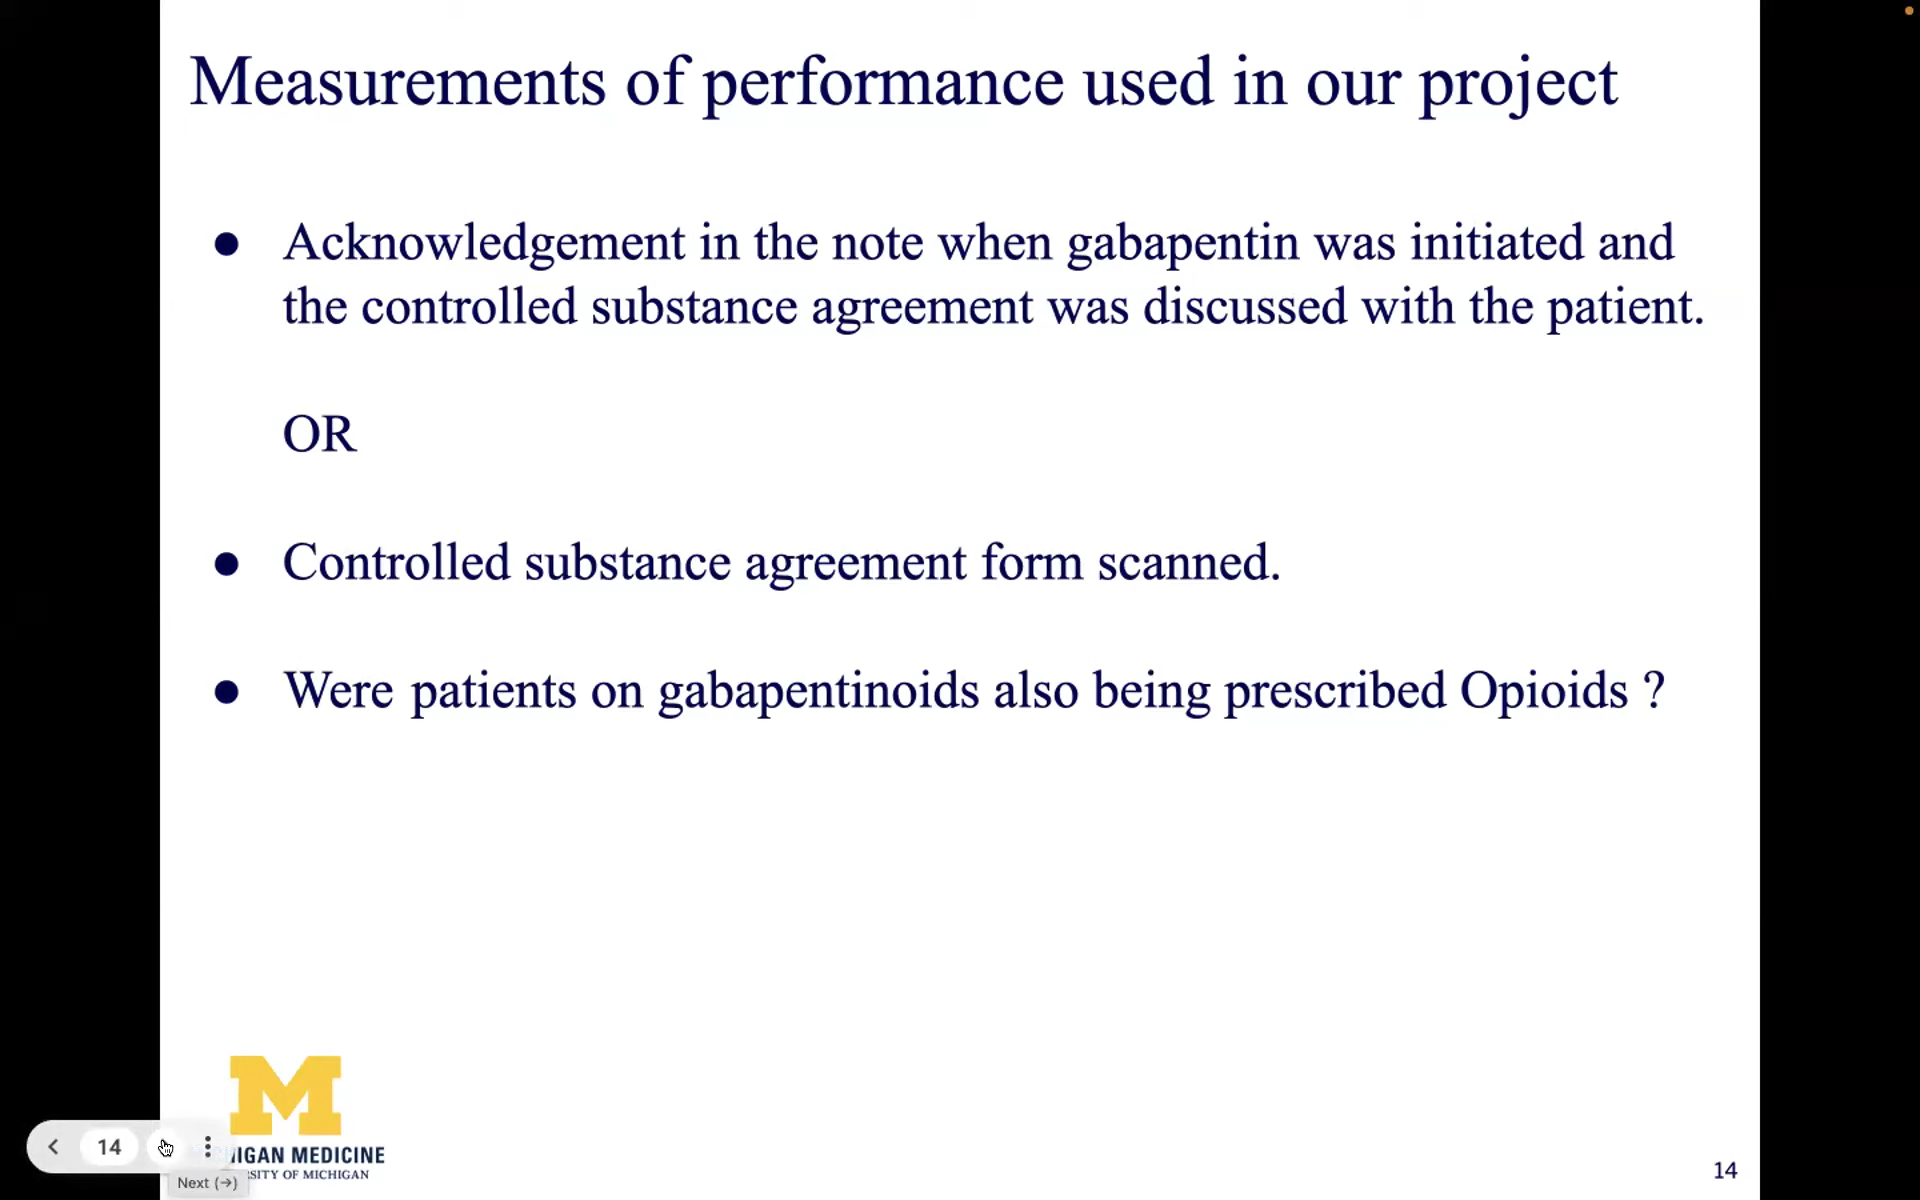 Measurements of performance used in our project
● Acknowledgement in the note when gabapentin was initiated and
the controlled substance agreement was discussed with the patient.
OR
● Controlled substance agreement form scanned.
● Were patients on gabapentinoids also being prescribed Opioids ?
M
HIGAN MEDICINE
SITY OF MICHIGAN
14
Next (→)
14